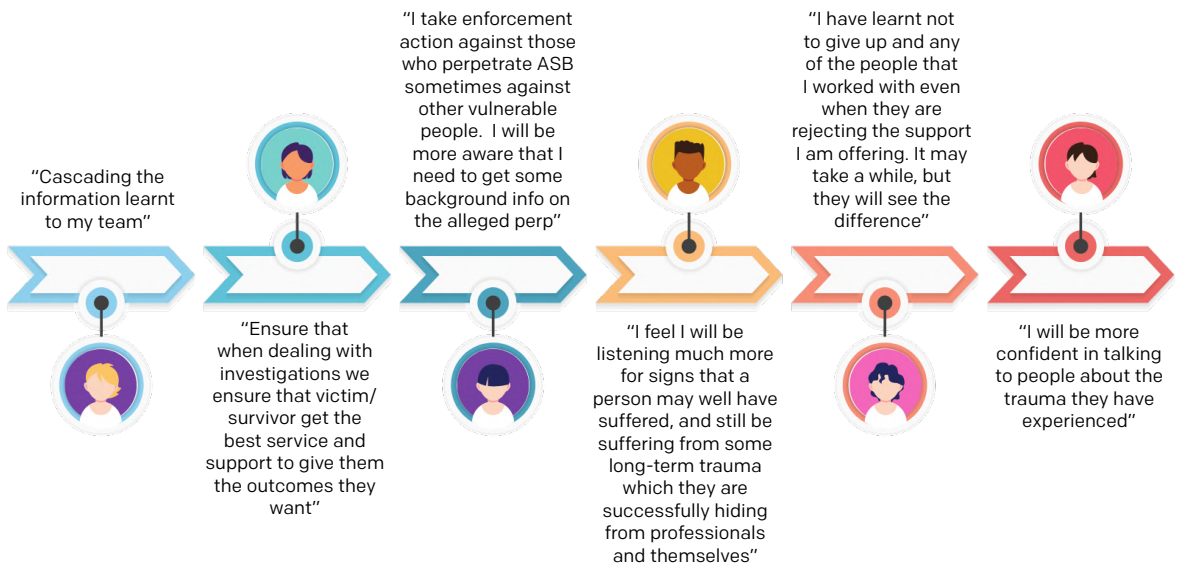 “Cascading the
information learnt
to my team”
“Ensure that
when dealing with
investigations we
ensure that victim/
survivor get the
best service and
support to give them
the outcomes they
want”
“I take enforcement
action against those
who perpetrate ASB
sometimes against
other vulnerable
people.  I will be
more aware that I
need to get some
background info on
the alleged perp”
“I feel I will be
listening much more
for signs that a
person may well have
suffered, and still be
suffering from some
long-term trauma
which they are
successfully hiding
from professionals
and themselves”
“I have learnt not
to give up and any
of the people that
I worked with even
when they are
rejecting the support
I am offering. It may
take a while, but
they will see the
difference”
“I will be more
confident in talking
to people about the
trauma they have
experienced”